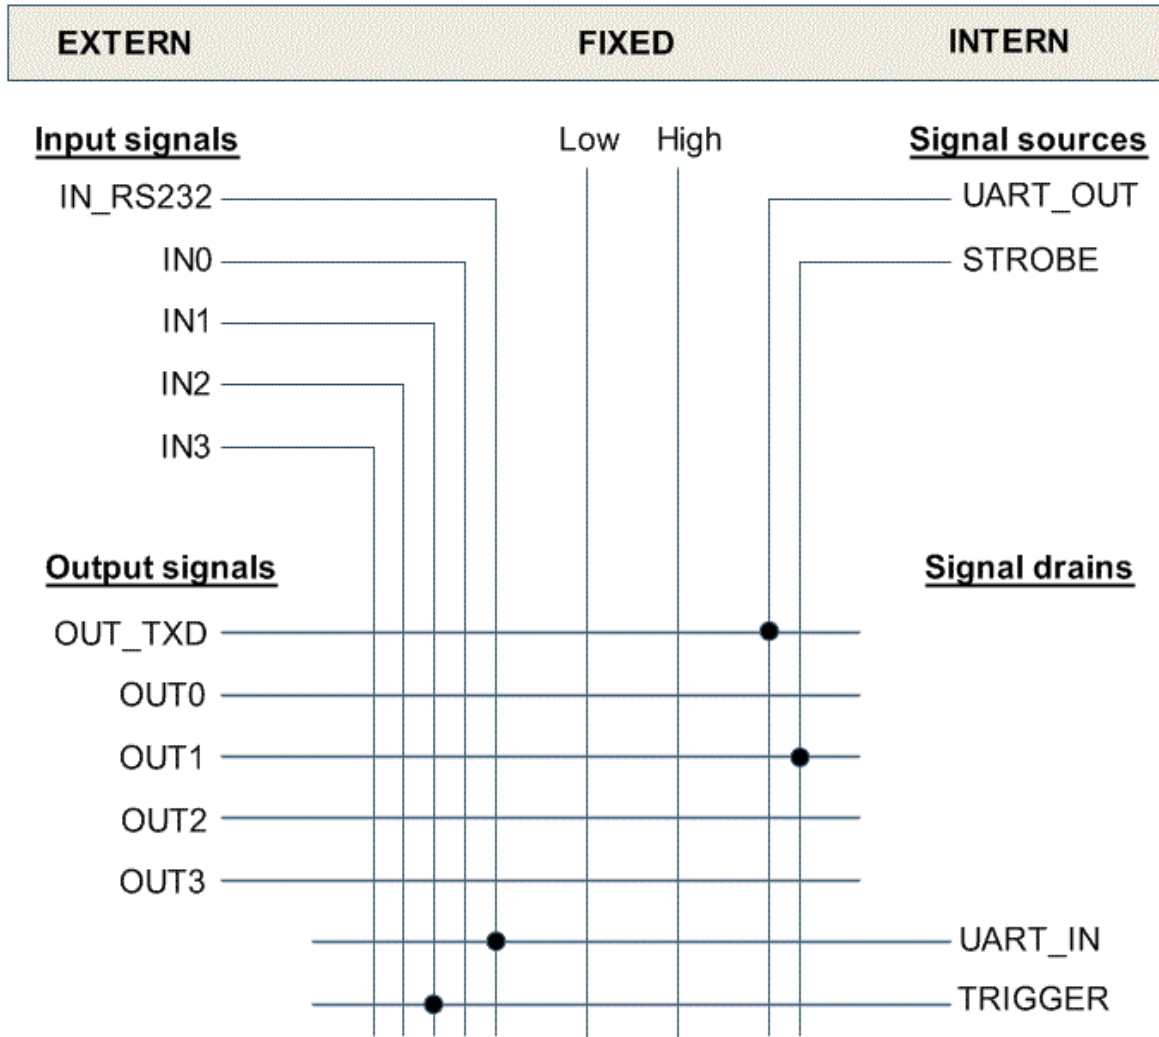 EXTERN FIXED INTERN
Input signals Low High Signal sources
IN_RS232 UART_OUT
IN0 STROBE
IN1
IN2
IN3
Output signals Signal drains
OUT_TXD
OUT0
OUT1
OUT2
OUT3
UART_IN
TRIGGER